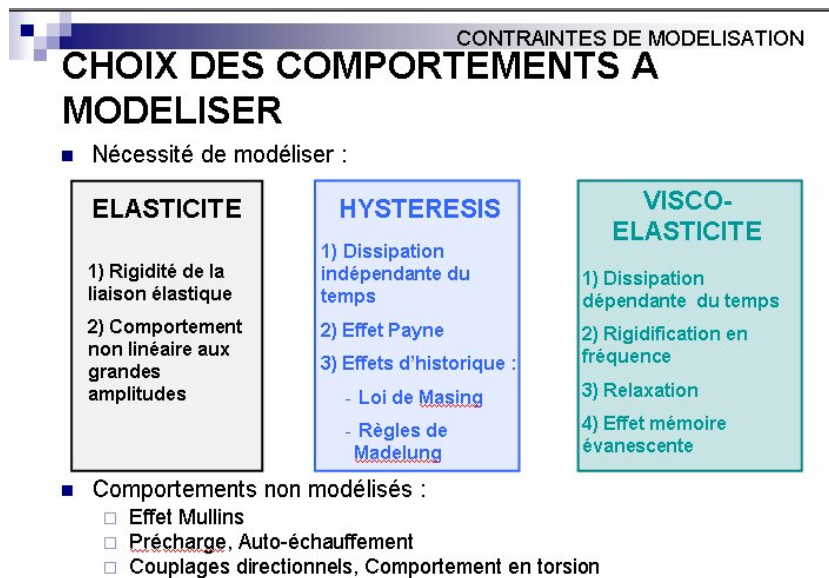 CONTRAINTES DE MODELISATION
CHOIX DES COMPORTEMENTS A
MODELISER
Nécessité de modéliser :
ELASTICITE
1) Rigidité de la
liaison élastique
2) Comportement
non linéaire aux
grandes
amplitudes
HYSTERESIS
1) Dissipation
indépendante du
temps
2) Effet Payne
3) Effets d'historique :
- Loi de Masing
- Règles de
Madelung
VISCO-
ELASTICITE
1) Dissipation
dépendante du temps
2) Rigidification en
fréquence
3) Relaxation
4) Effet mémoire
évanescente
Comportements non modélisés :
Effet Mullins
Précharge, Auto-échauffement
Couplages directionnels, Comportement en torsion